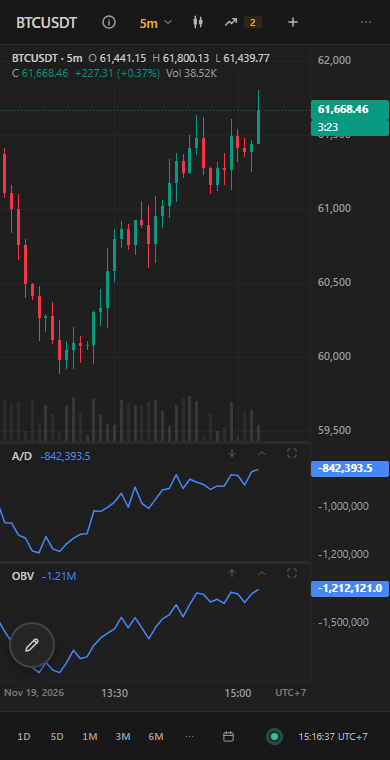 BTCUSDT 5m 2
BTCUSDT · 5m O 61,441.15 H 61,800.13 L 61,439.77
C 61,668.46 +227.31 (+0.37%) Vol 38.52K
62,000
61,668.46
3:23
61,500
61,000
60,500
60,000
59,500
A/D -842,393.5
-842,393.5
-1,000,000
-1,200,000
OBV -1.21M
-1,212,121.0
-1,500,000
Nov 19, 2026 13:30 15:00 UTC+7
1D 5D 1M 3M 6M ... 15:16:37 UTC+7